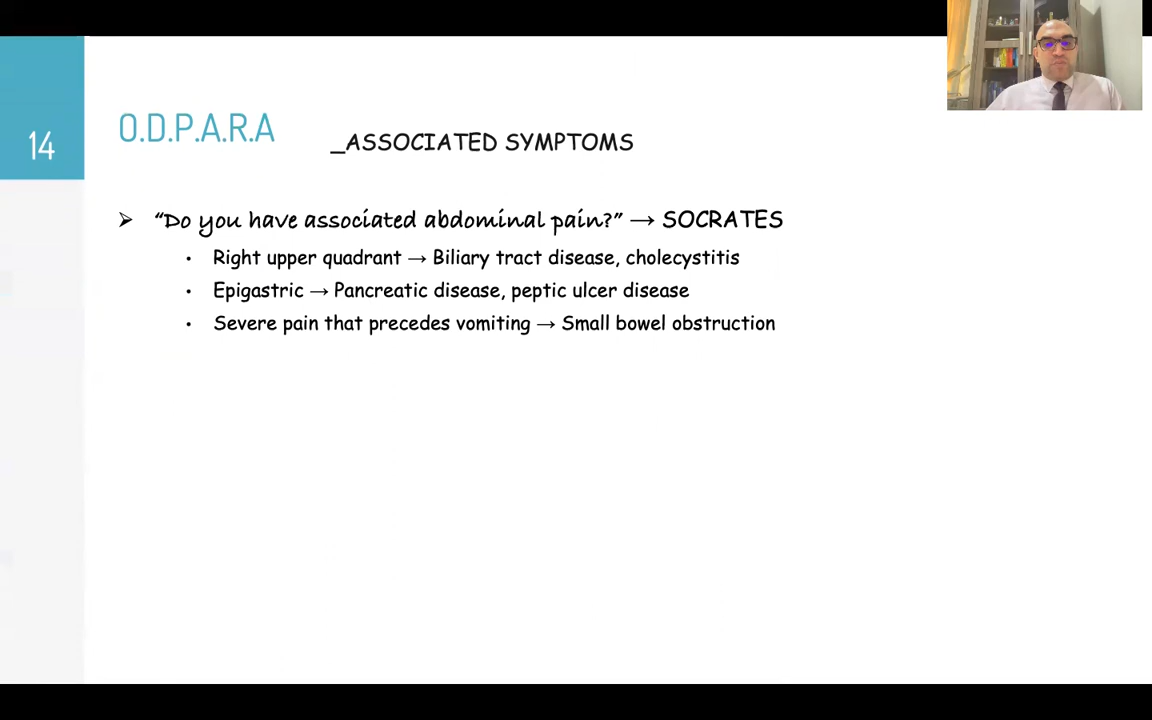 14
O.D.P.A.R.A
_ASSOCIATED SYMPTOMS
➢ “Do you have associated abdominal pain?” → SOCRATES
• Right upper quadrant → Biliary tract disease, cholecystitis
• Epigastric → Pancreatic disease, peptic ulcer disease
• Severe pain that precedes vomiting → Small bowel obstruction